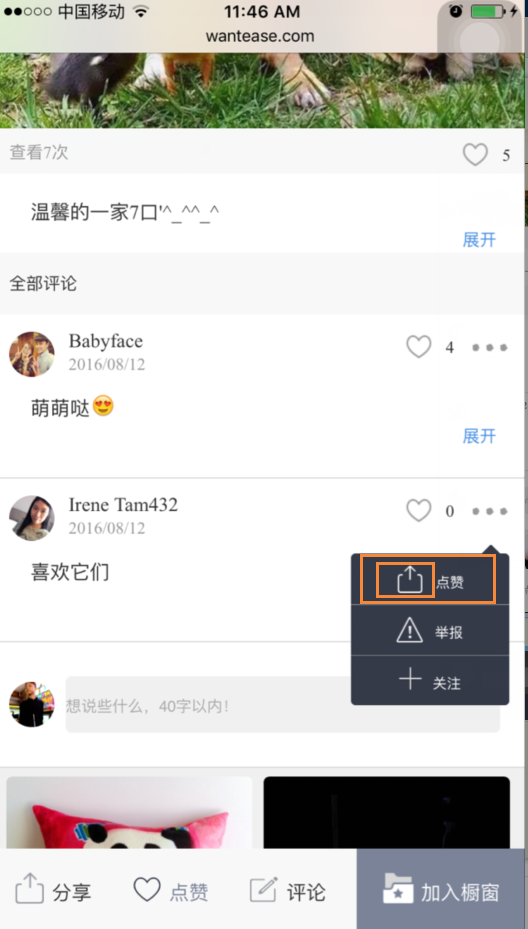 中国移动 11:46 AM
wantease.com
查看7次 5
温馨的一家7口'^_^^_^
展开
全部评论
Babyface 4
2016/08/12
萌萌哒😍
展开
Irene Tam432 0
2016/08/12
喜欢它们
点赞
举报
关注
想说些什么，40字以内!
分享 点赞 评论 加入橱窗